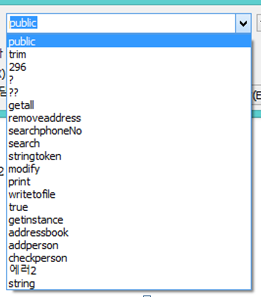 public
public
trim
296
?
??
getall
removeaddress
searchphoneNo
search
stringtoken
modify
print
writetofile
true
getinstance
addressbook
addperson
checkperson
에러2
string